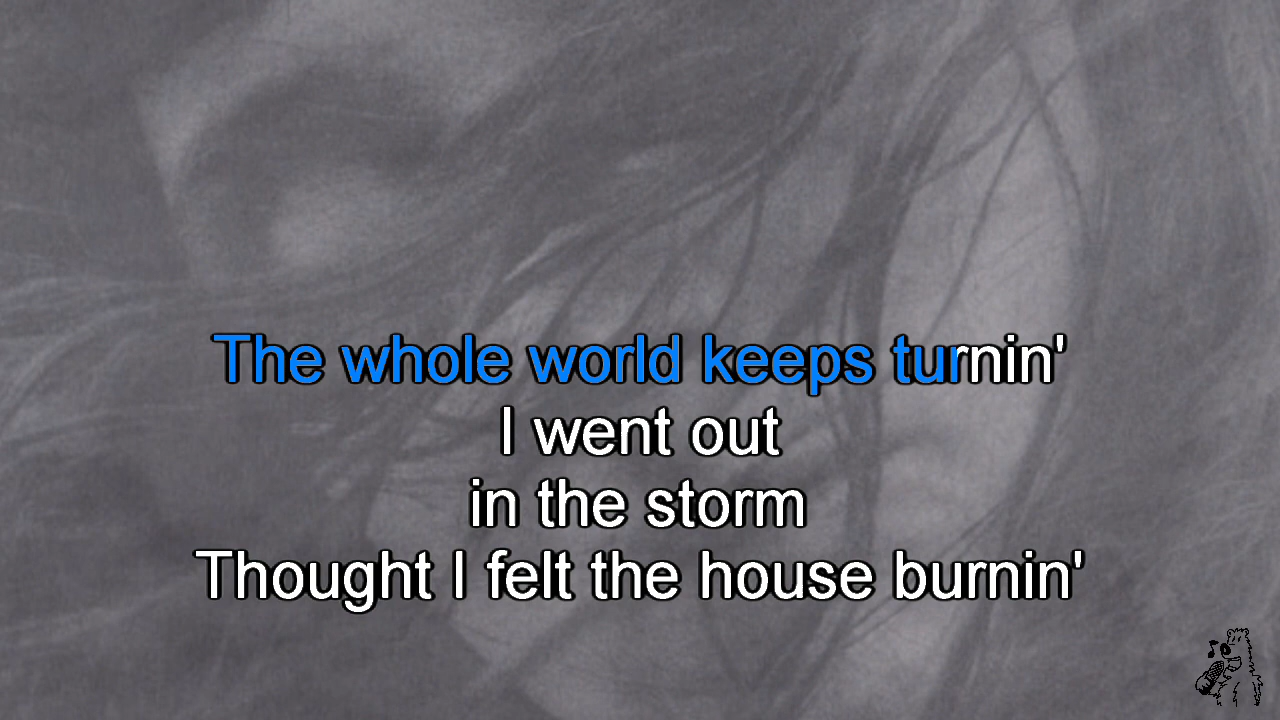 The whole world keeps turnin'
I went out
in the storm
Thought I felt the house burnin'